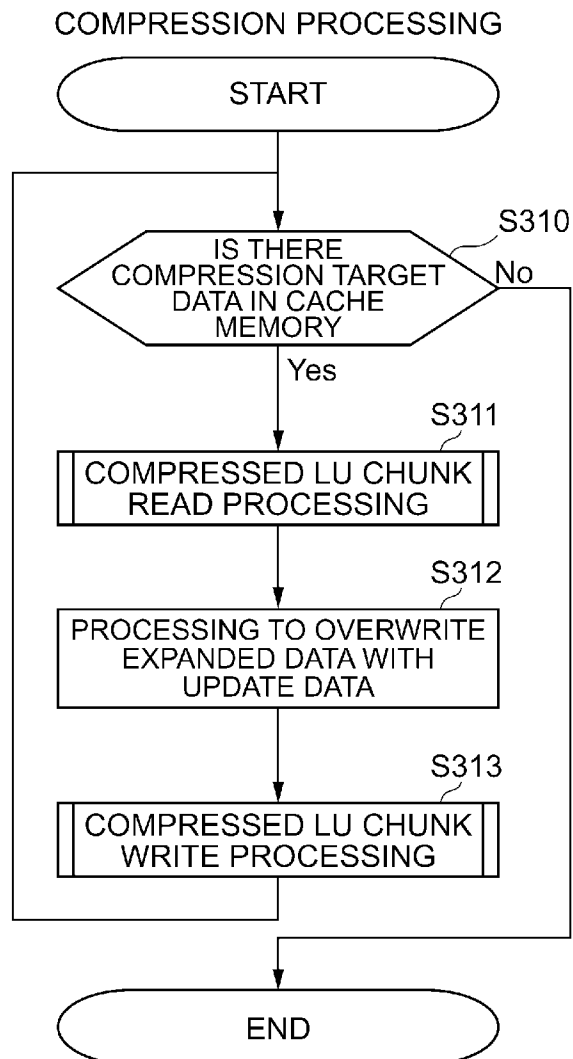 COMPRESSION PROCESSING
START
S310
IS THERE
COMPRESSION TARGET
DATA IN CACHE
MEMORY
No
Yes
S311
COMPRESSED LU CHUNK
READ PROCESSING
S312
PROCESSING TO OVERWRITE
EXPANDED DATA WITH
UPDATE DATA
S313
COMPRESSED LU CHUNK
WRITE PROCESSING
END